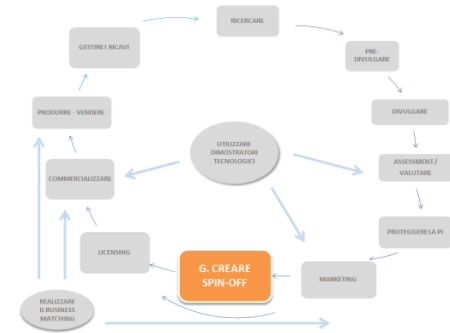 RICERCARE
GESTIRE I RICAVI
PRE-
DIVULGARE
PRODURRE - VENDERE
DIVULGARE
UTILIZZARE
DIMOSTRATORI
TECNOLOGICI
ASSESSMENT /
VALUTARE
COMMERCIALIZZARE
PROTEGGERE LA PI
LICENSING
G. CREARE
SPIN-OFF
MARKETING
REALIZZARE
IL BUSINESS
MATCHING